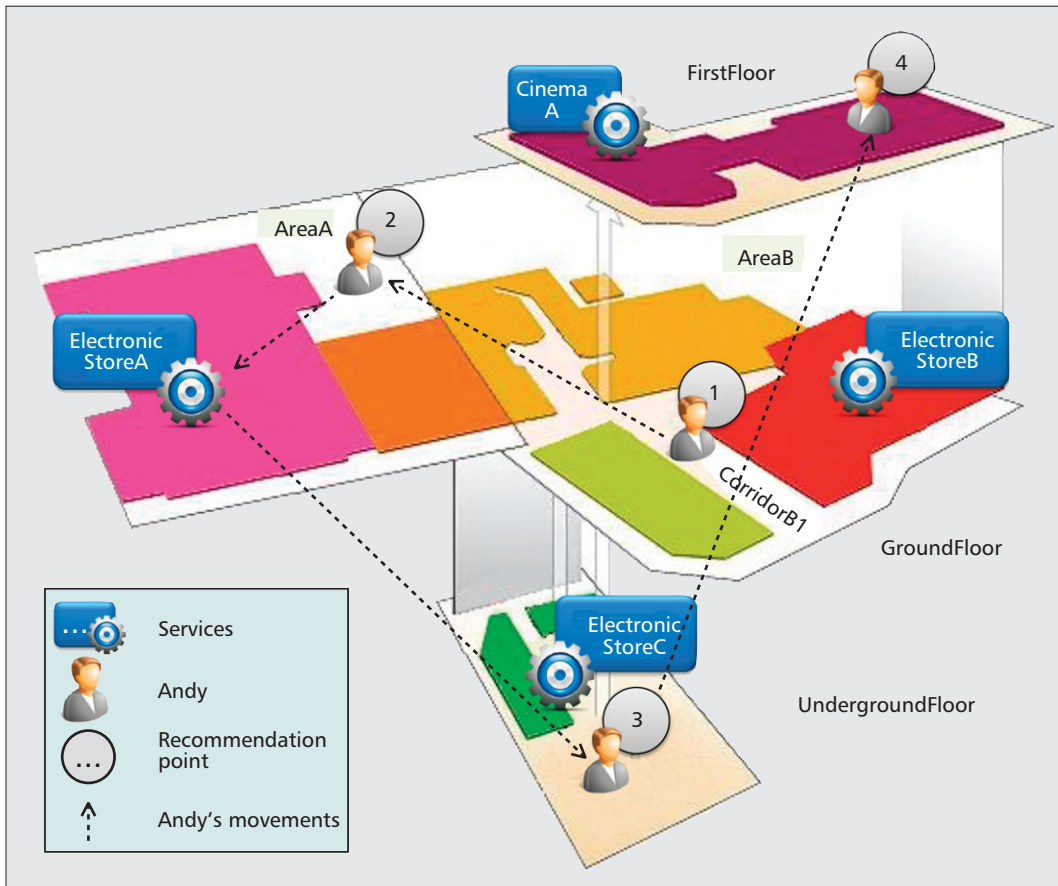 FirstFloor
4
Cinema
A
2
AreaA
AreaB
Electronic
StoreA
Electronic
StoreB
1
CorridorB1
GroundFloor
Electronic
StoreC
3
UndergroundFloor
...
Services
Andy
...
Recommendation
point
Andy's movements